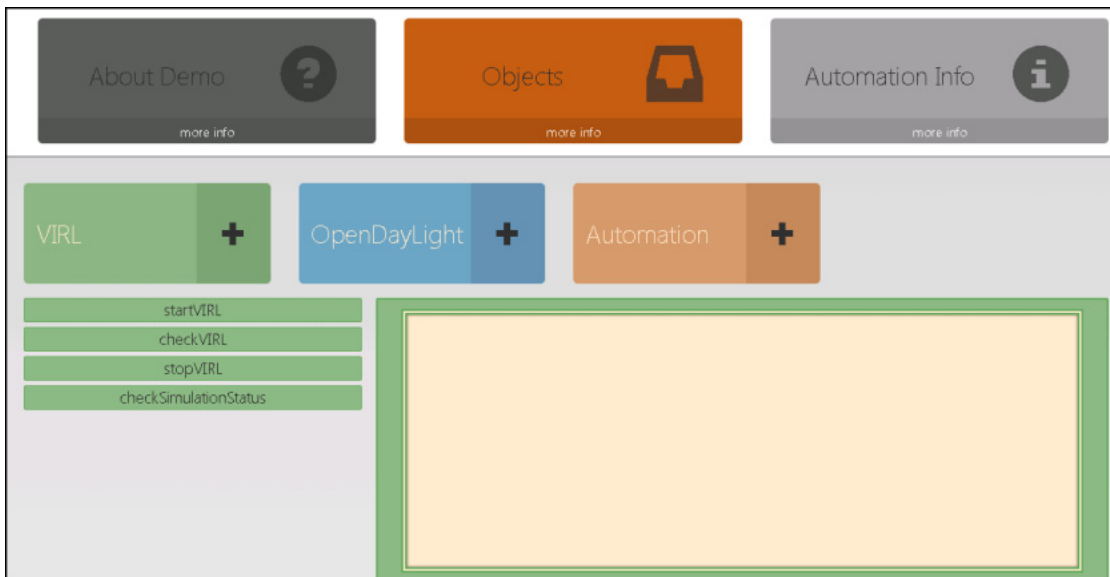 About Demo
more info
Objects
more info
Automation Info
more info
VIRL
OpenDayLight
Automation
startVIRL
checkVIRL
stopVIRL
checkSimulationStatus